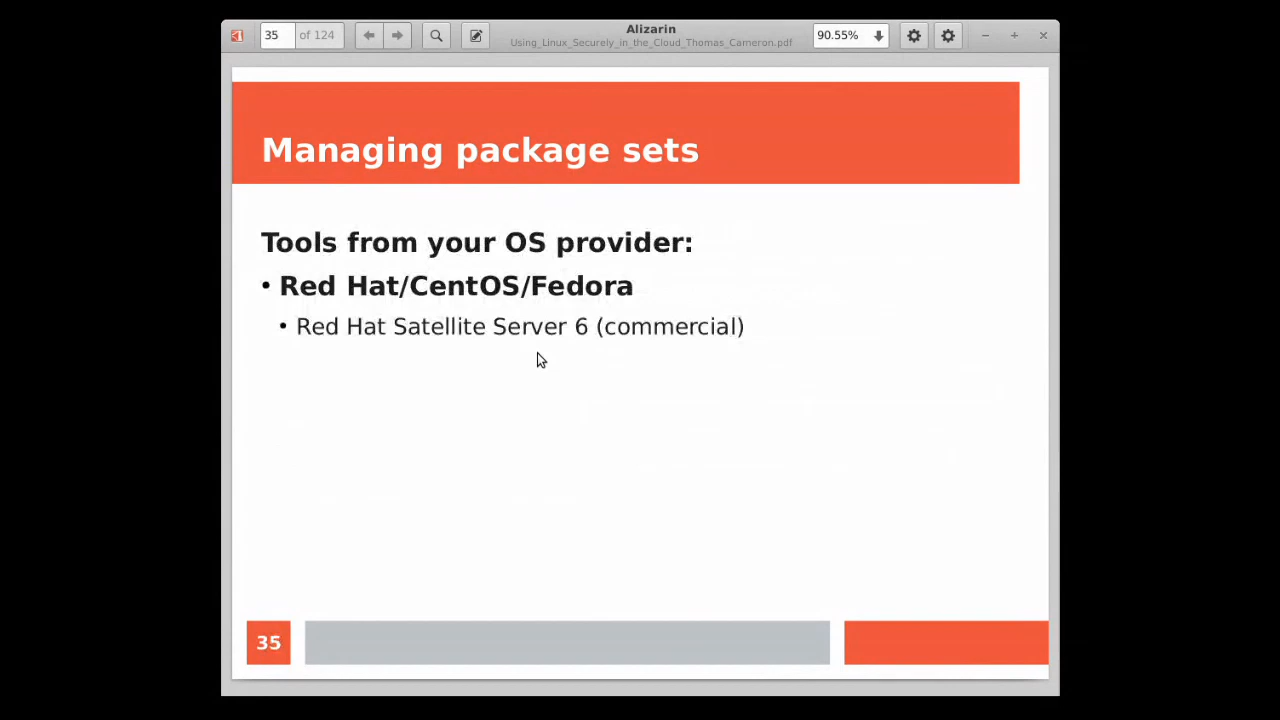 35 of 124
Alizarin
Using_Linux_Securely_in_the_Cloud_Thomas_Cameron.pdf
90.55%
Managing package sets
Tools from your OS provider:
• Red Hat/CentOS/Fedora
• Red Hat Satellite Server 6 (commercial)
35